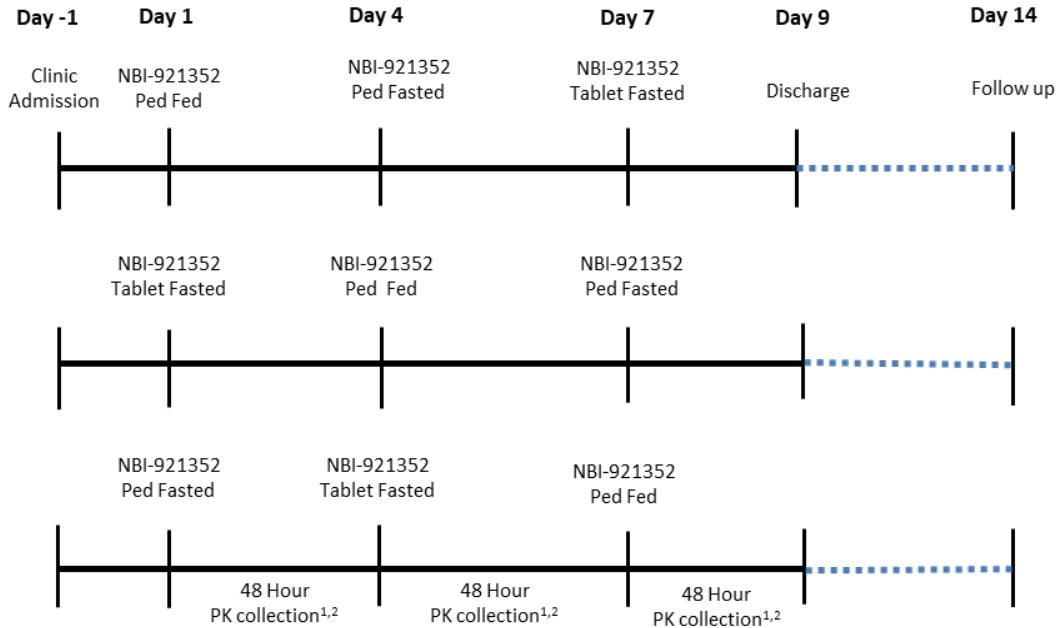 Day -1 Day 1 Day 4 Day 7 Day 9 Day 14
Clinic
Admission
NBI-921352
Ped Fed
NBI-921352
Ped Fasted
NBI-921352
Tablet Fasted
Discharge
Follow up
NBI-921352
Tablet Fasted
NBI-921352
Ped Fed
NBI-921352
Ped Fasted
NBI-921352
Ped Fasted
NBI-921352
Tablet Fasted
NBI-921352
Ped Fed
48 Hour
PK collection¹,²
48 Hour
PK collection¹,²
48 Hour
PK collection¹,²